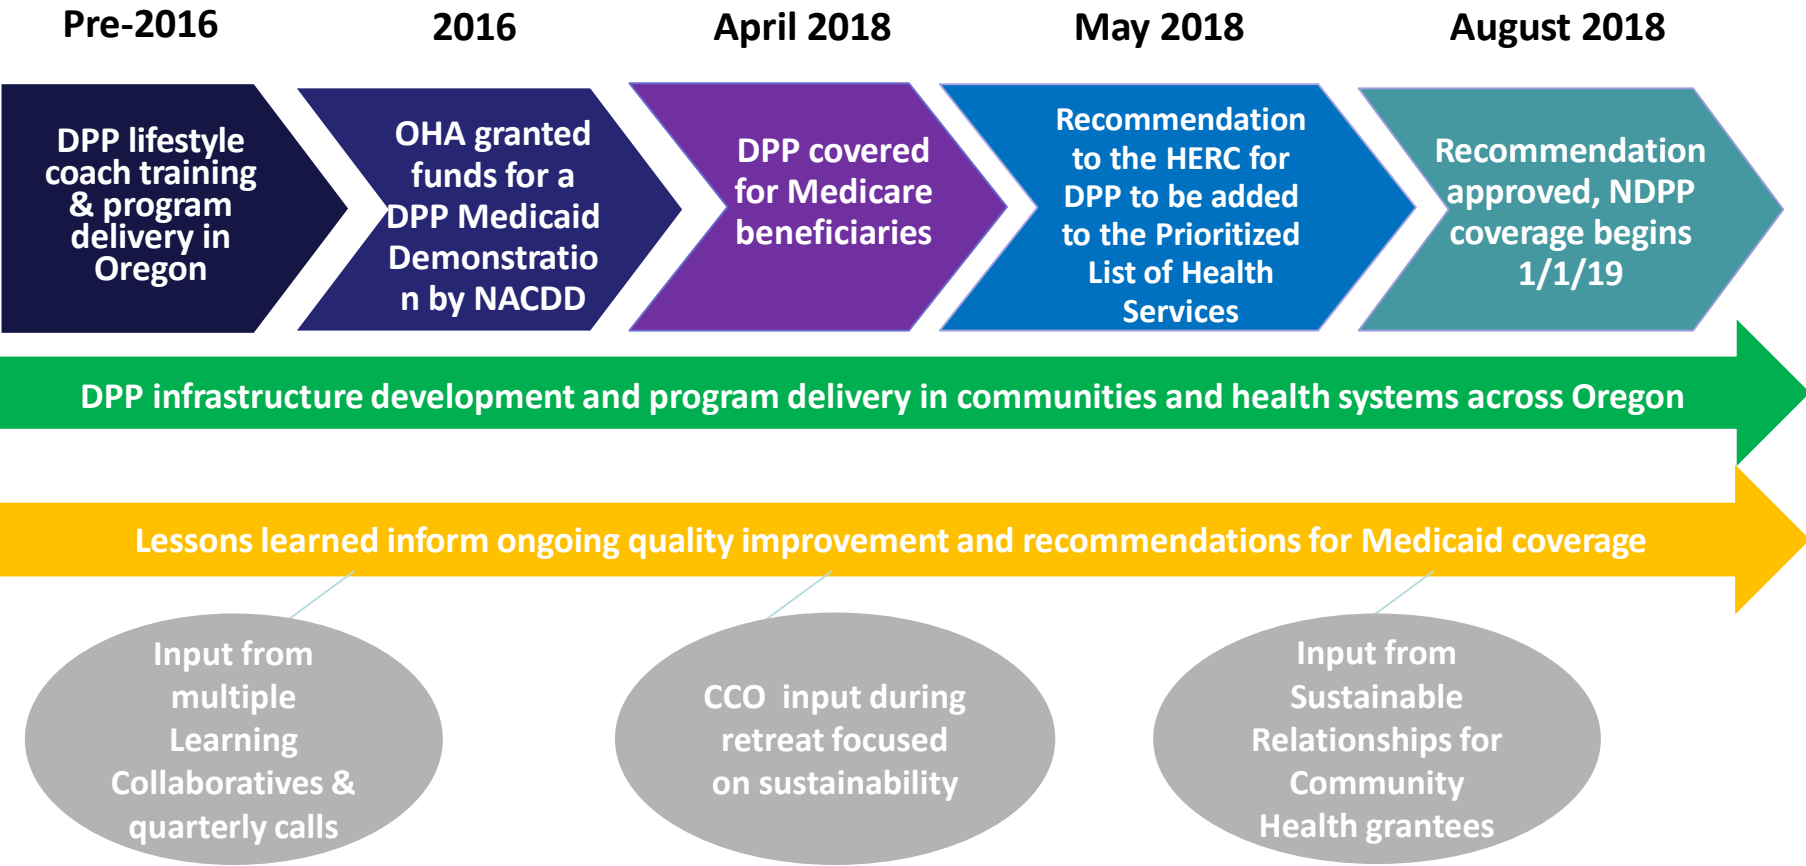 Pre-2016
2016
April 2018
May 2018
August 2018
DPP lifestyle
coach training
& program
delivery in
Oregon
OHA granted
funds for a
DPP Medicaid
Demonstratio
n by NACDD
DPP covered
for Medicare
beneficiaries
Recommendation
to the HERC for
DPP to be added
to the Prioritized
List of Health
Services
Recommendation
approved, NDPP
coverage begins
1/1/19
DPP infrastructure development and program delivery in communities and health systems across Oregon
Lessons learned inform ongoing quality improvement and recommendations for Medicaid coverage
Input from
multiple
Learning
Collaboratives &
quarterly calls
CCO input during
retreat focused
on sustainability
Input from
Sustainable
Relationships for
Community
Health grantees